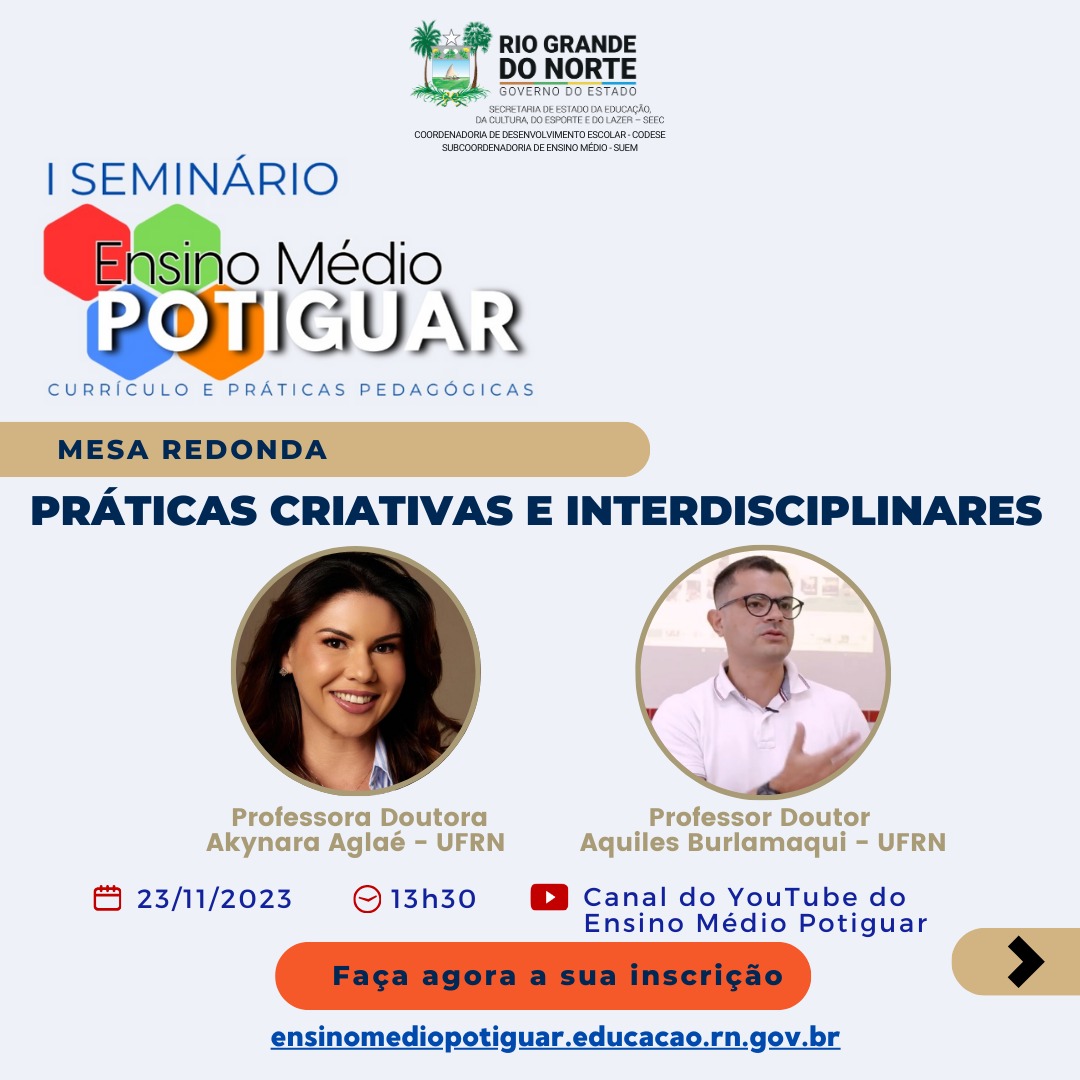 RIO GRANDE
DO NORTE
GOVERNO DO ESTADO
SECRETARIA DE ESTADO DA EDUCAÇÃO,
DA CULTURA, DO ESPORTE E DO LAZER – SEEC
COORDENADORIA DE DESENVOLVIMENTO ESCOLAR - CODESE
SUBCOORDENADORIA DE ENSINO MÉDIO - SUEM
I SEMINÁRIO
Ensino Médio
POTIGUAR
CURRÍCULO E PRÁTICAS PEDAGÓGICAS
MESA REDONDA
PRÁTICAS CRIATIVAS E INTERDISCIPLINARES
Professora Doutora
Akynara Aglaé - UFRN
Professor Doutor
Aquiles Burlamaqui - UFRN
23/11/2023
13h30
Canal do YouTube do
Ensino Médio Potiguar
Faça agora a sua inscrição
ensinomediopotiguar.educacao.rn.gov.br